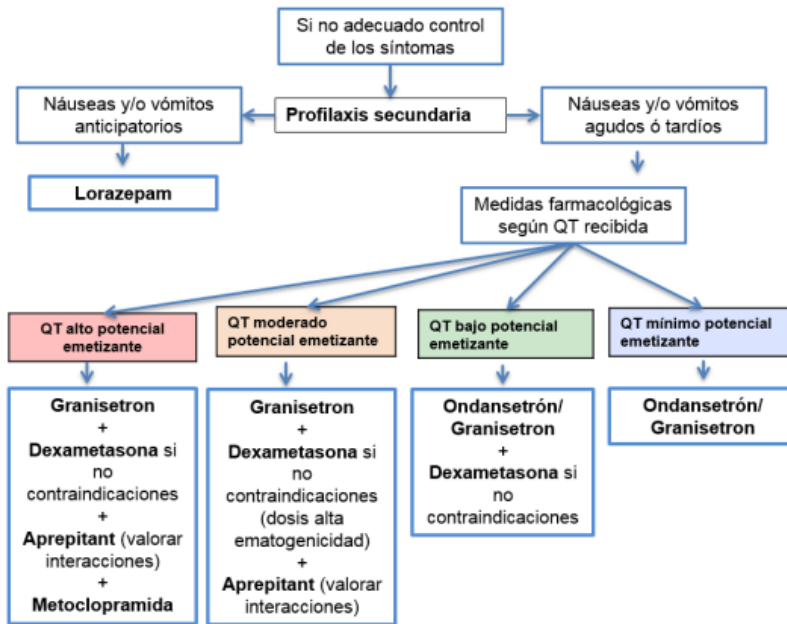 Si no adecuado control
de los síntomas
Náuseas y/o vómitos
anticipatorios
Profilaxis secundaria
Náuseas y/o vómitos
agudos ó tardíos
Lorazepam
Medidas farmacológicas
según QT recibida
QT alto potencial
emetizante
QT moderado
potencial emetizante
QT bajo potencial
emetizante
QT mínimo potencial
emetizante
Granisetron
+
Dexametasona si
no
contraindicaciones
+
Aprepitant (valorar
interacciones)
+
Metoclopramida
Granisetron
+
Dexametasona si
no
contraindicaciones
(dosis alta
ematogenicidad)
+
Aprepitant (valorar
interacciones)
Ondansetrón/
Granisetron
+
Dexametasona si
no
contraindicaciones
Ondansetrón/
Granisetron